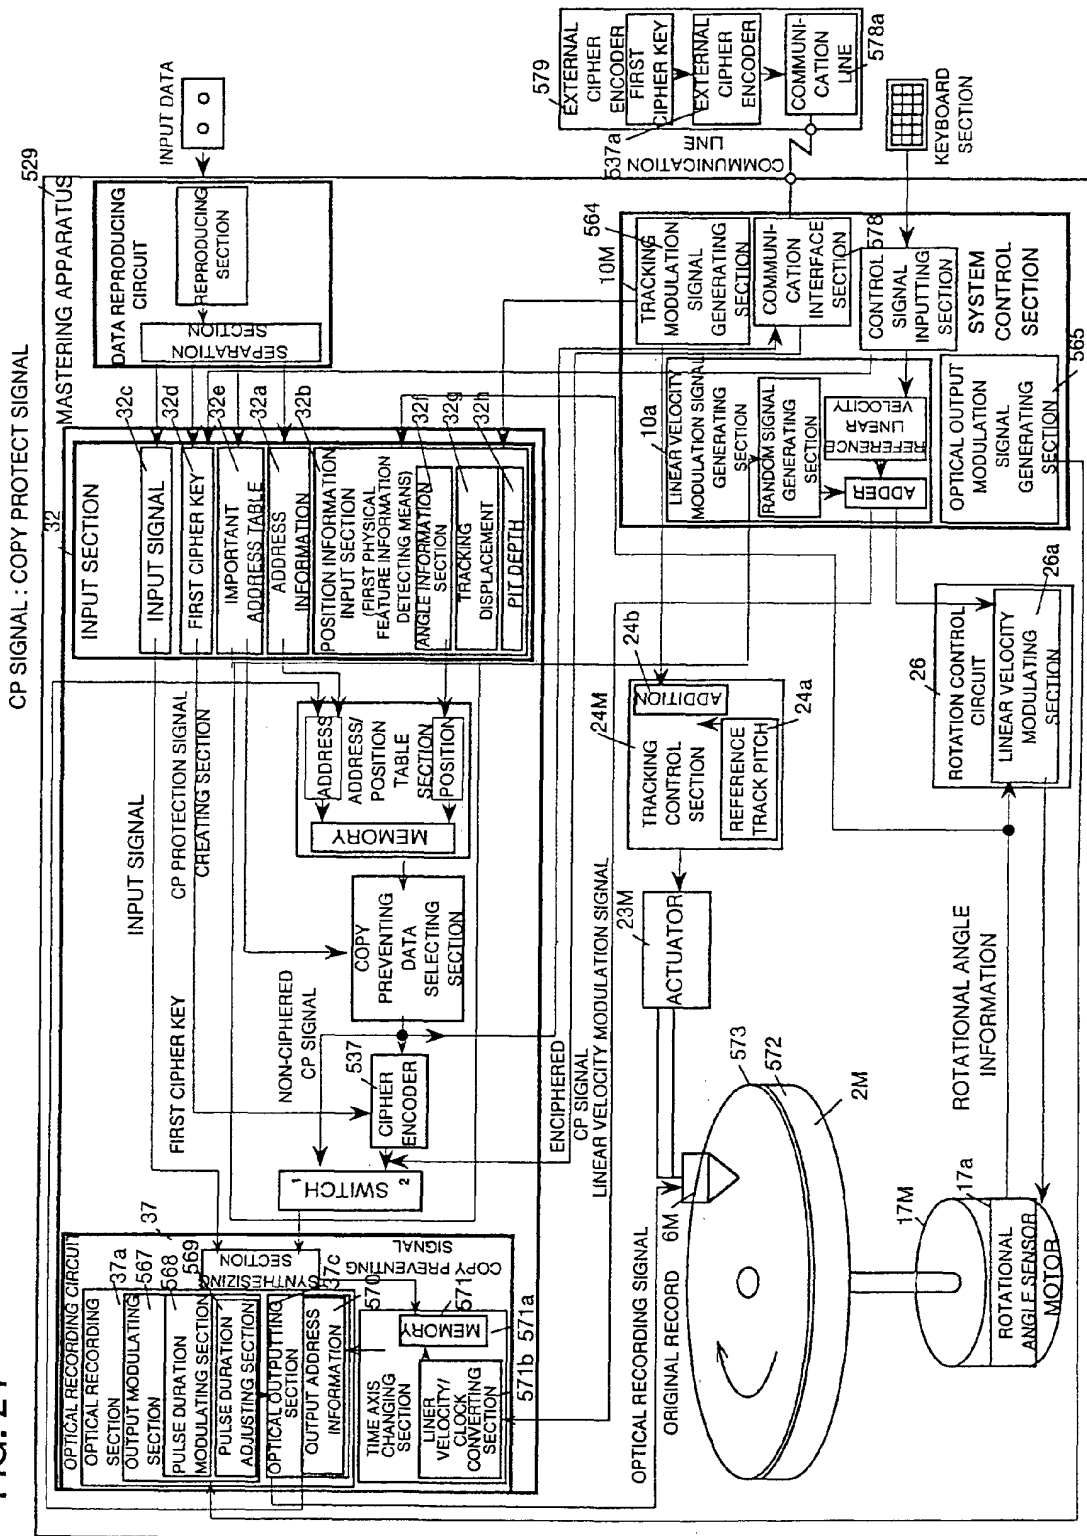 CP SIGNAL : COPY PROTECT SIGNAL
MASTERING APPARATUS
529
INPUT DATA
DATA REPRODUCING
CIRCUIT
REPRODUCING
SECTION
SEPARATION
SECTION
32
INPUT SECTION
32c
INPUT SIGNAL
32d
FIRST CIPHER KEY
32e
IMPORTANT
ADDRESS TABLE
32a
ADDRESS
INFORMATION
32b
POSITION INFORMATION
INPUT SECTION
(FIRST PHYSICAL
FEATURE INFORMATION
DETECTING MEANS)
32f
ANGLE INFORMATION
SECTION
32g
TRACKING
DISPLACEMENT
32h
PIT DEPTH
INPUT SIGNAL
CP PROTECTION SIGNAL
CREATING SECTION
FIRST CIPHER KEY
ADDRESS
ADDRESS/
POSITION
TABLE
SECTION
POSITION
MEMORY
COPY
PREVENTING
DATA
SELECTING
SECTION
NON-CIPHERED
CP SIGNAL
537
CIPHER
ENCODER
1
SWITCH
2
ENCIPHERED
CP SIGNAL
LINEAR VELOCITY MODULATION SIGNAL
37
COPY PREVENTING
SIGNAL
OPTICAL RECORDING CIRCUIT
OPTICAL RECORDING
SECTION
37a
OUTPUT MODULATING
SECTION
567
PULSE DURATION
MODULATING SECTION
568
PULSE DURATION
ADJUSTING SECTION
569
SYNTHESIZING
SECTION
OPTICAL OUTPUTTING
SECTION
37c
OUTPUT ADDRESS
INFORMATION
570
TIME AXIS
CHANGING
SECTION
MEMORY
571
571a
LINER
VELOCITY/
CLOCK
CONVERTING
SECTION
571b
579
EXTERNAL
CIPHER
ENCODER
FIRST
CIPHER KEY
EXTERNAL
CIPHER
ENCODER
537a
COMMUNI-
CATION
LINE
578a
COMMUNICATION
LINE
KEYBOARD
SECTION
564
10M
TRACKING
MODULATION
SIGNAL
GENERATING
SECTION
COMMUNI-
CATION
INTERFACE
SECTION
578
CONTROL
SIGNAL
INPUTTING
SECTION
SYSTEM
CONTROL
SECTION
10a
LINEAR VELOCITY
MODULATION SIGNAL
GENERATING
SECTION
RANDOM SIGNAL
GENERATING
SECTION
REFERENCE
LINEAR
VELOCITY
ADDER
OPTICAL OUTPUT
MODULATION
SIGNAL
GENERATING
SECTION
565
24M
24b
ADDITION
TRACKING
CONTROL
SECTION
24a
REFERENCE
TRACK PITCH
26
ROTATION CONTROL
CIRCUIT
26a
LINEAR VELOCITY
MODULATING
SECTION
23M
ACTUATOR
OPTICAL RECORDING SIGNAL
ORIGINAL RECORD
6M
573
572
2M
ROTATIONAL ANGLE
INFORMATION
17M
17a
ROTATIONAL
ANGLE SENSOR
MOTOR